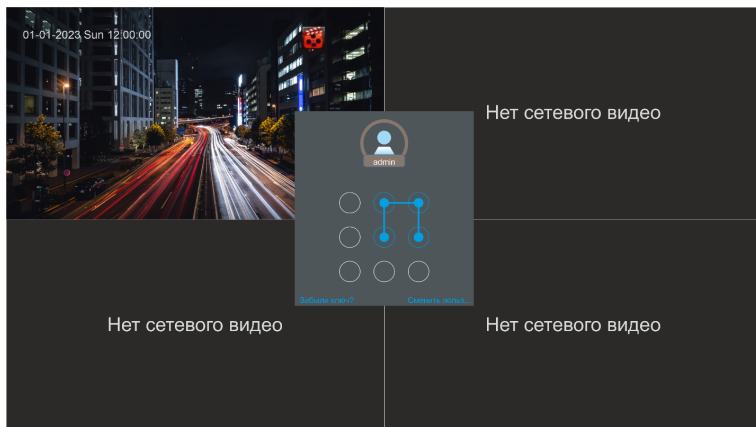 01-01-2023 Sun 12:00:00
Нет сетевого видео
admin
Забыли ключ?
Сменить польз...
Нет сетевого видео
Нет сетевого видео